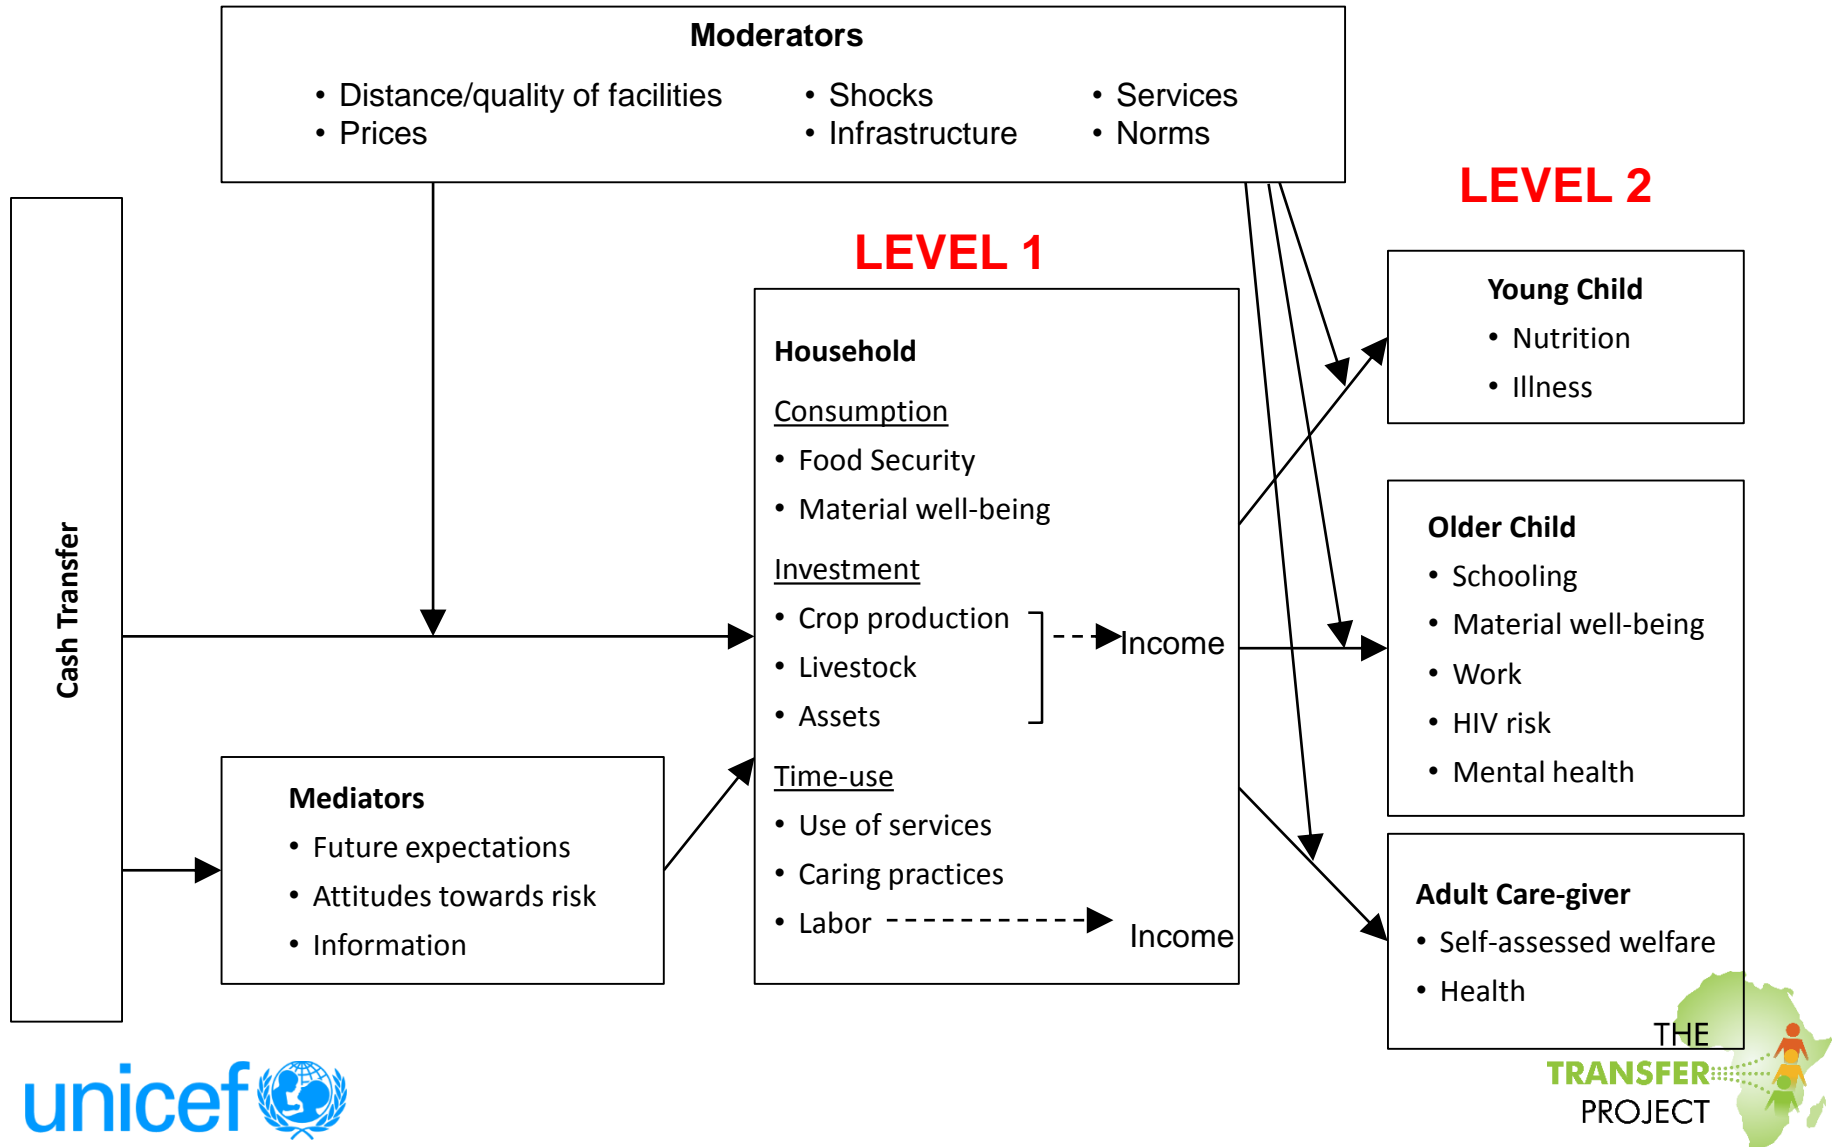 Moderators
• Distance/quality of facilities
• Prices
• Shocks
• Infrastructure
• Services
• Norms
LEVEL 2
LEVEL 1
Cash Transfer
Mediators
• Future expectations
• Attitudes towards risk
• Information
Household
Consumption
• Food Security
• Material well-being
Investment
• Crop production
• Livestock
• Assets
Income
Time-use
• Use of services
• Caring practices
• Labor
Income
Young Child
• Nutrition
• Illness
Older Child
• Schooling
• Material well-being
• Work
• HIV risk
• Mental health
Adult Care-giver
• Self-assessed welfare
• Health
unicef
THE
TRANSFER
PROJECT